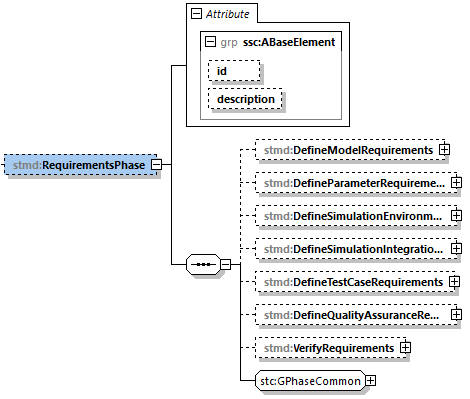 Attribute
grp ssc:ABaseElement
id
description
stmd:RequirementsPhase
stmd:DefineModelRequirements
stmd:DefineParameterRequireme...
stmd:DefineSimulationEnvironm...
stmd:DefineSimulationIntegratio...
stmd:DefineTestCaseRequirements
stmd:DefineQualityAssuranceRe...
stmd:VerifyRequirements
stc:GPhaseCommon